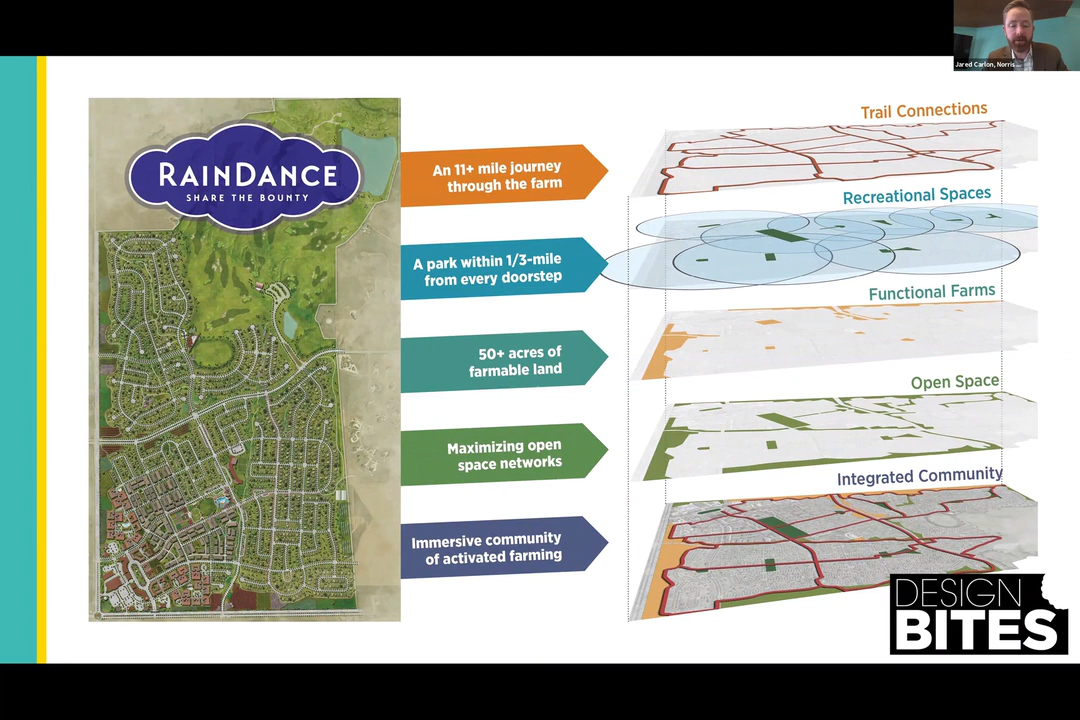 Jared Carlon, Norris...
RAINDANCE
SHARE THE BOUNTY
An 11+ mile journey
through the farm
Trail Connections
A park within 1/3-mile
from every doorstep
Recreational Spaces
50+ acres of
farmable land
Functional Farms
Maximizing open
space networks
Open Space
Immersive community
of activated farming
Integrated Community
DESIGN
BITES